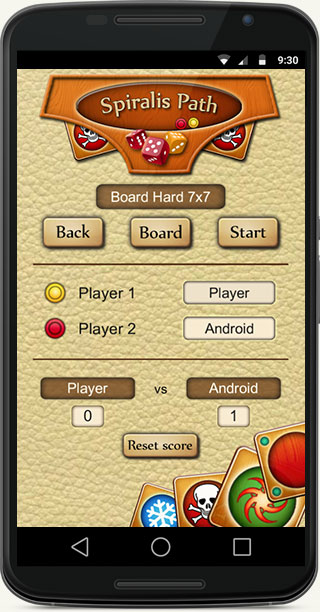 9:30
Spiralis Path
Board Hard 7x7
Back Board Start
Player 1 Player
Player 2 Android
Player vs Android
0 1
Reset score